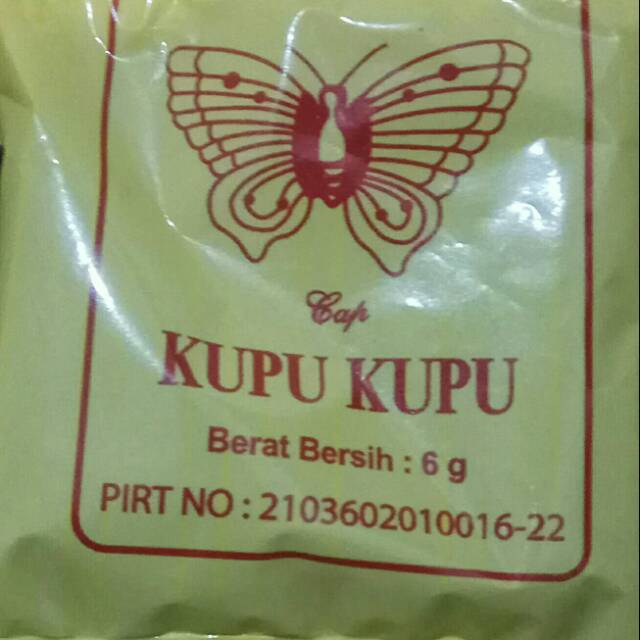 Cap
KUPU KUPU
Berat Bersih : 6 g
PIRT NO : 2103602010016-22